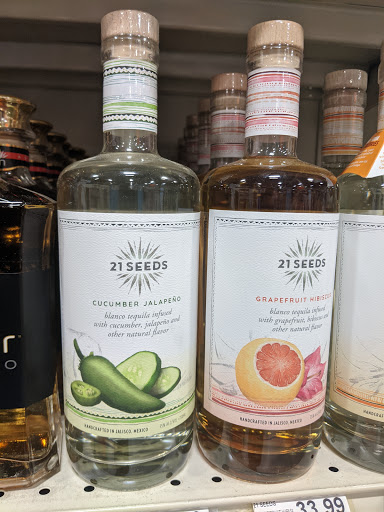 21 SEEDS
CUCUMBER JALAPEÑO
blanco tequila infused
with cucumber, jalapeño and
other natural flavor
HANDCRAFTED IN JALISCO, MEXICO
21 SEEDS
GRAPEFRUIT HIBISCUS
blanco tequila infused
with grapefruit, hibiscus and
other natural flavor
HANDCRAFTED IN JALISCO, MEXICO
21 SEEDS
33.99